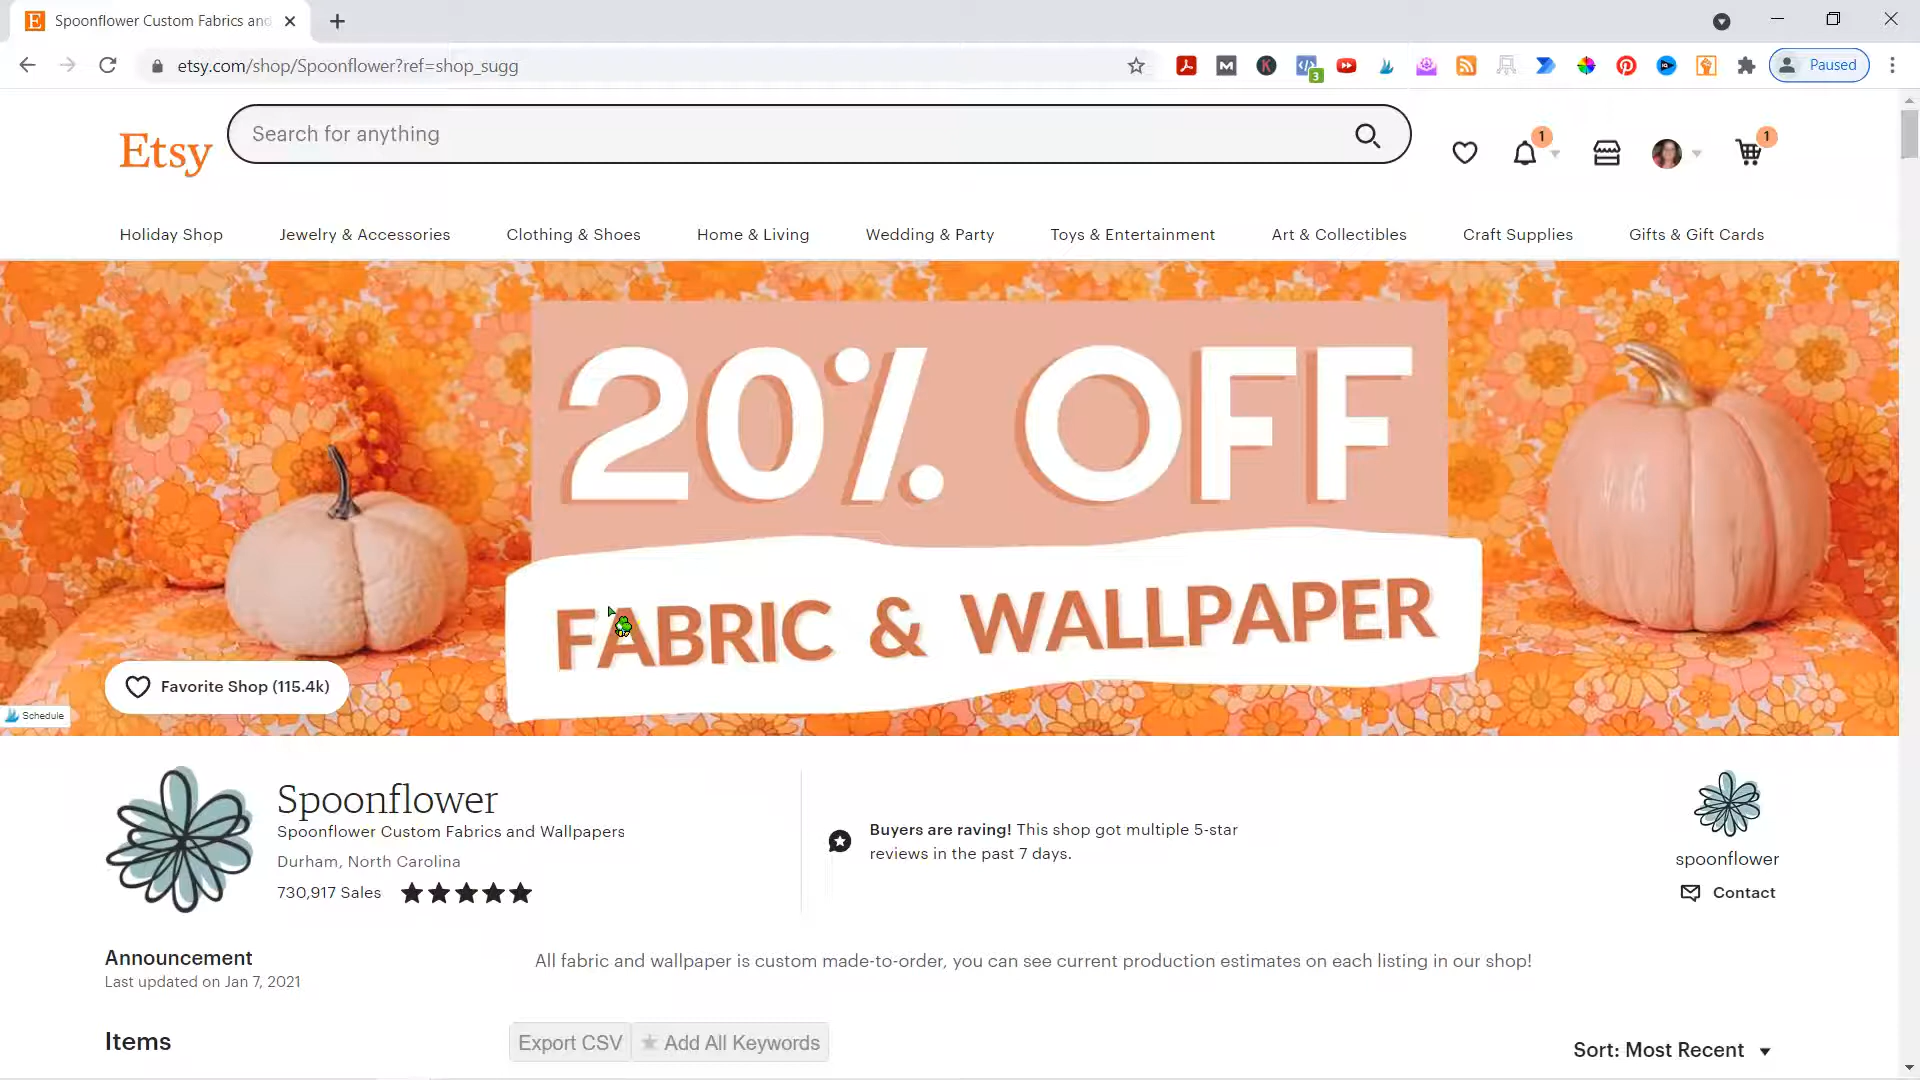 Spoonflower Custom Fabrics and
etsy.com/shop/Spoonflower?ref=shop_sugg
3
Paused
Etsy
Search for anything
1
1
Holiday Shop
Jewelry & Accessories
Clothing & Shoes
Home & Living
Wedding & Party
Toys & Entertainment
Art & Collectibles
Craft Supplies
Gifts & Gift Cards
20% OFF
FABRIC & WALLPAPER
Favorite Shop (115.4k)
Schedule
Spoonflower
Spoonflower Custom Fabrics and Wallpapers
Durham, North Carolina
730,917 Sales
Buyers are raving! This shop got multiple 5-star
reviews in the past 7 days.
spoonflower
Contact
Announcement
Last updated on Jan 7, 2021
All fabric and wallpaper is custom made-to-order, you can see current production estimates on each listing in our shop!
Items
Export CSV
Add All Keywords
Sort: Most Recent